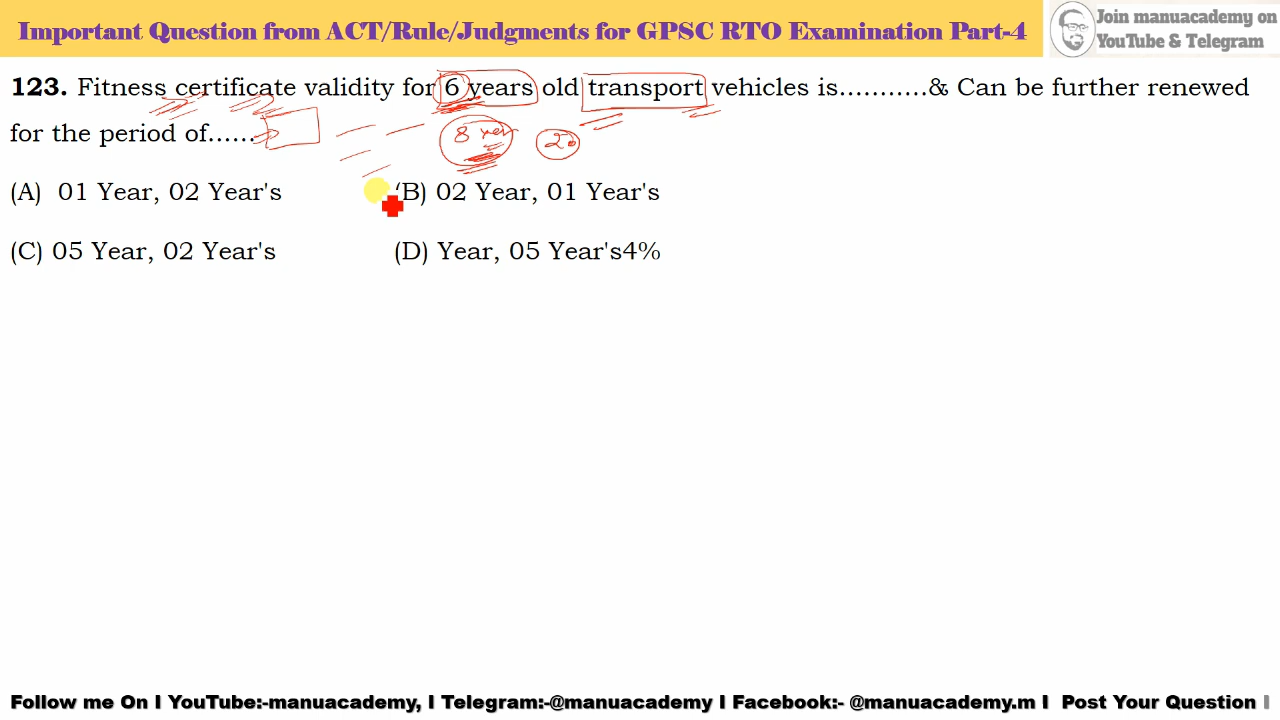 Important Question from ACT/Rule/Judgments for GPSC RTO Examination Part-4
Join manuacademy on
YouTube & Telegram
123. Fitness certificate validity for 6 years old transport vehicles is...........& Can be further renewed
for the period of......
8 year
20
(A) 01 Year, 02 Year's
(B) 02 Year, 01 Year's
(C) 05 Year, 02 Year's
(D) Year, 05 Year's4%
Follow me On I YouTube:-manuacademy, I Telegram:-@manuacademy I Facebook:- @manuacademy.m I Post Your Question I